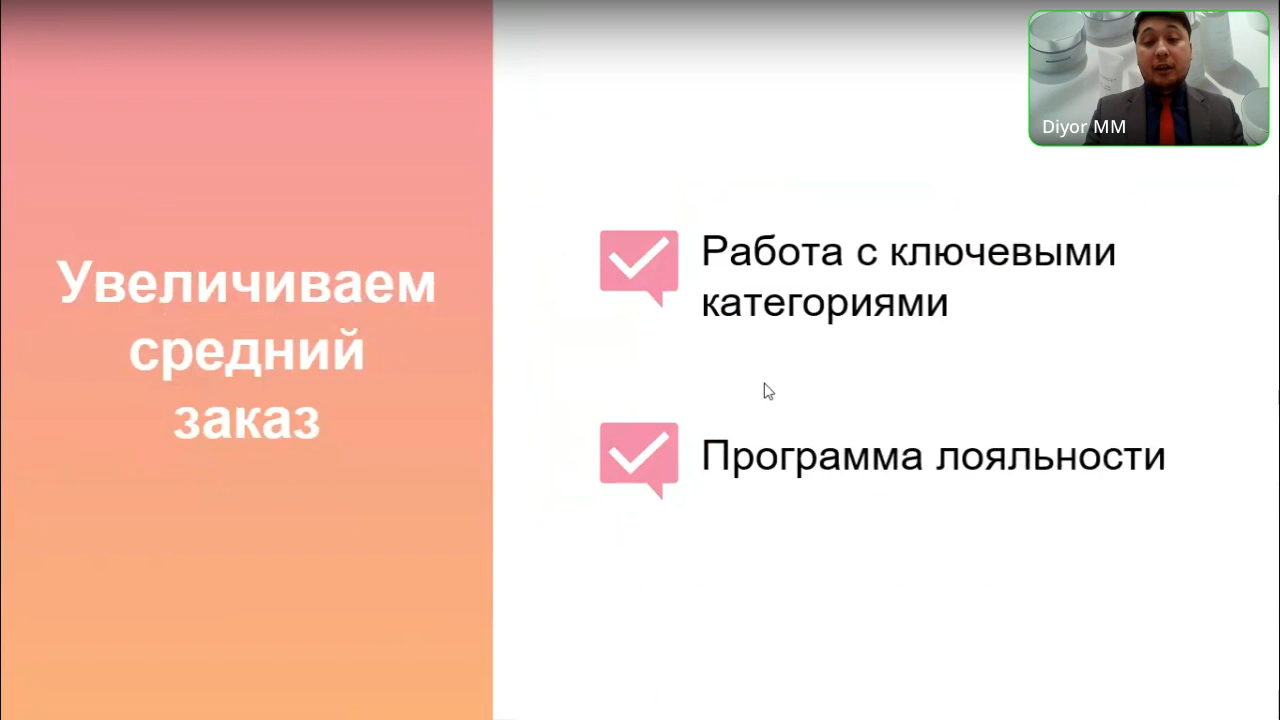 Diyor MM
Увеличиваем
средний
заказ
Работа с ключевыми
категориями
Программа лояльности